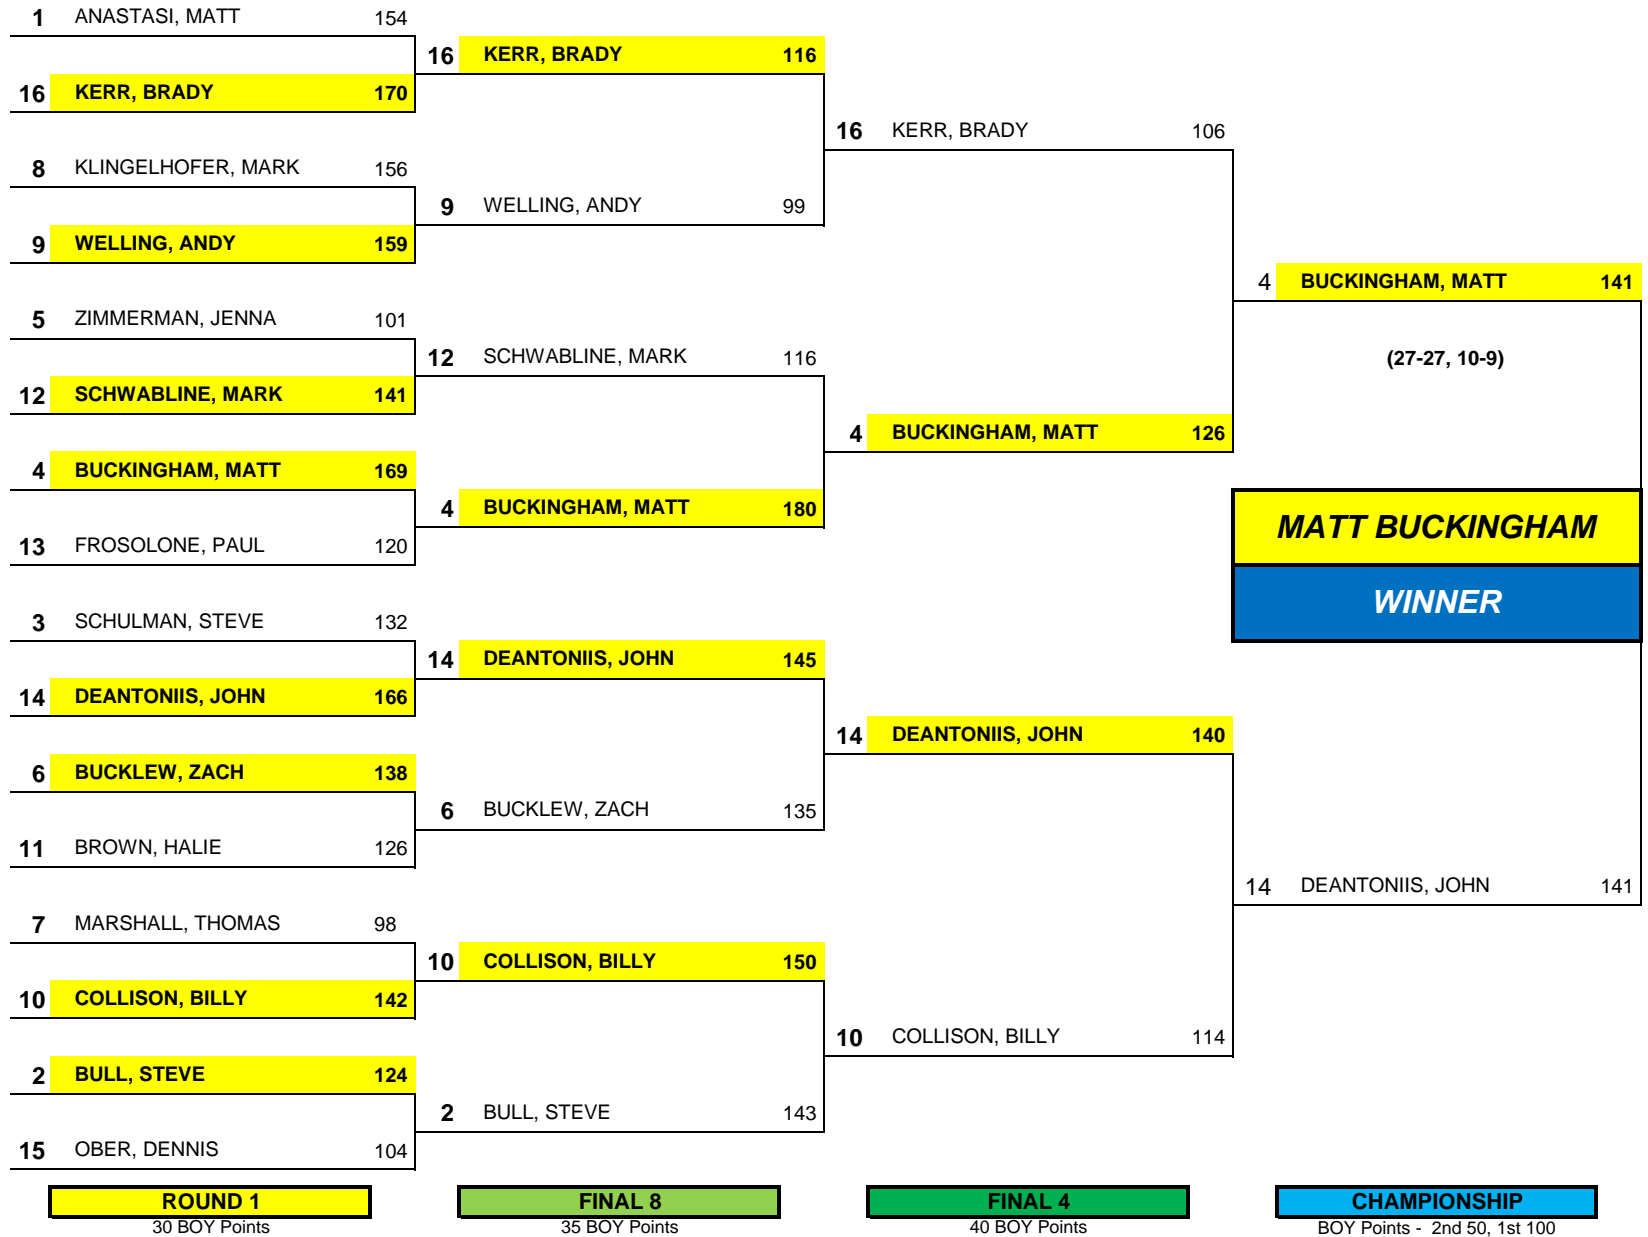 1 ANASTASI, MATT 154
16 KERR, BRADY 170
8 KLINGELHOFER, MARK 156
9 WELLING, ANDY 159
5 ZIMMERMAN, JENNA 101
12 SCHWABLINE, MARK 141
4 BUCKINGHAM, MATT 169
13 FROSOLONE, PAUL 120
3 SCHULMAN, STEVE 132
14 DEANTONIIS, JOHN 166
6 BUCKLEW, ZACH 138
11 BROWN, HALIE 126
7 MARSHALL, THOMAS 98
10 COLLISON, BILLY 142
2 BULL, STEVE 124
15 OBER, DENNIS 104
ROUND 1
30 BOY Points
16 KERR, BRADY 116
9 WELLING, ANDY 99
12 SCHWABLINE, MARK 116
4 BUCKINGHAM, MATT 180
14 DEANTONIIS, JOHN 145
6 BUCKLEW, ZACH 135
10 COLLISON, BILLY 150
2 BULL, STEVE 143
FINAL 8
35 BOY Points
16 KERR, BRADY 106
4 BUCKINGHAM, MATT 126
14 DEANTONIIS, JOHN 140
10 COLLISON, BILLY 114
FINAL 4
40 BOY Points
4 BUCKINGHAM, MATT 141
(27-27, 10-9)
MATT BUCKINGHAM
WINNER
14 DEANTONIIS, JOHN 141
CHAMPIONSHIP
BOY Points - 2nd 50, 1st 100